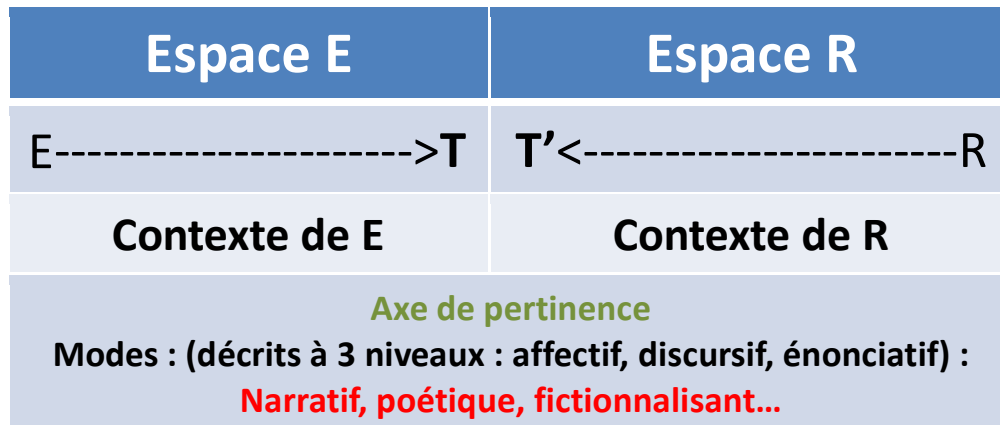 Espace E Espace R
E---------------------->T T'<-----------------------R
Contexte de E Contexte de R
Axe de pertinence
Modes : (décrits à 3 niveaux : affectif, discursif, énonciatif) :
Narratif, poétique, fictionnalisant…